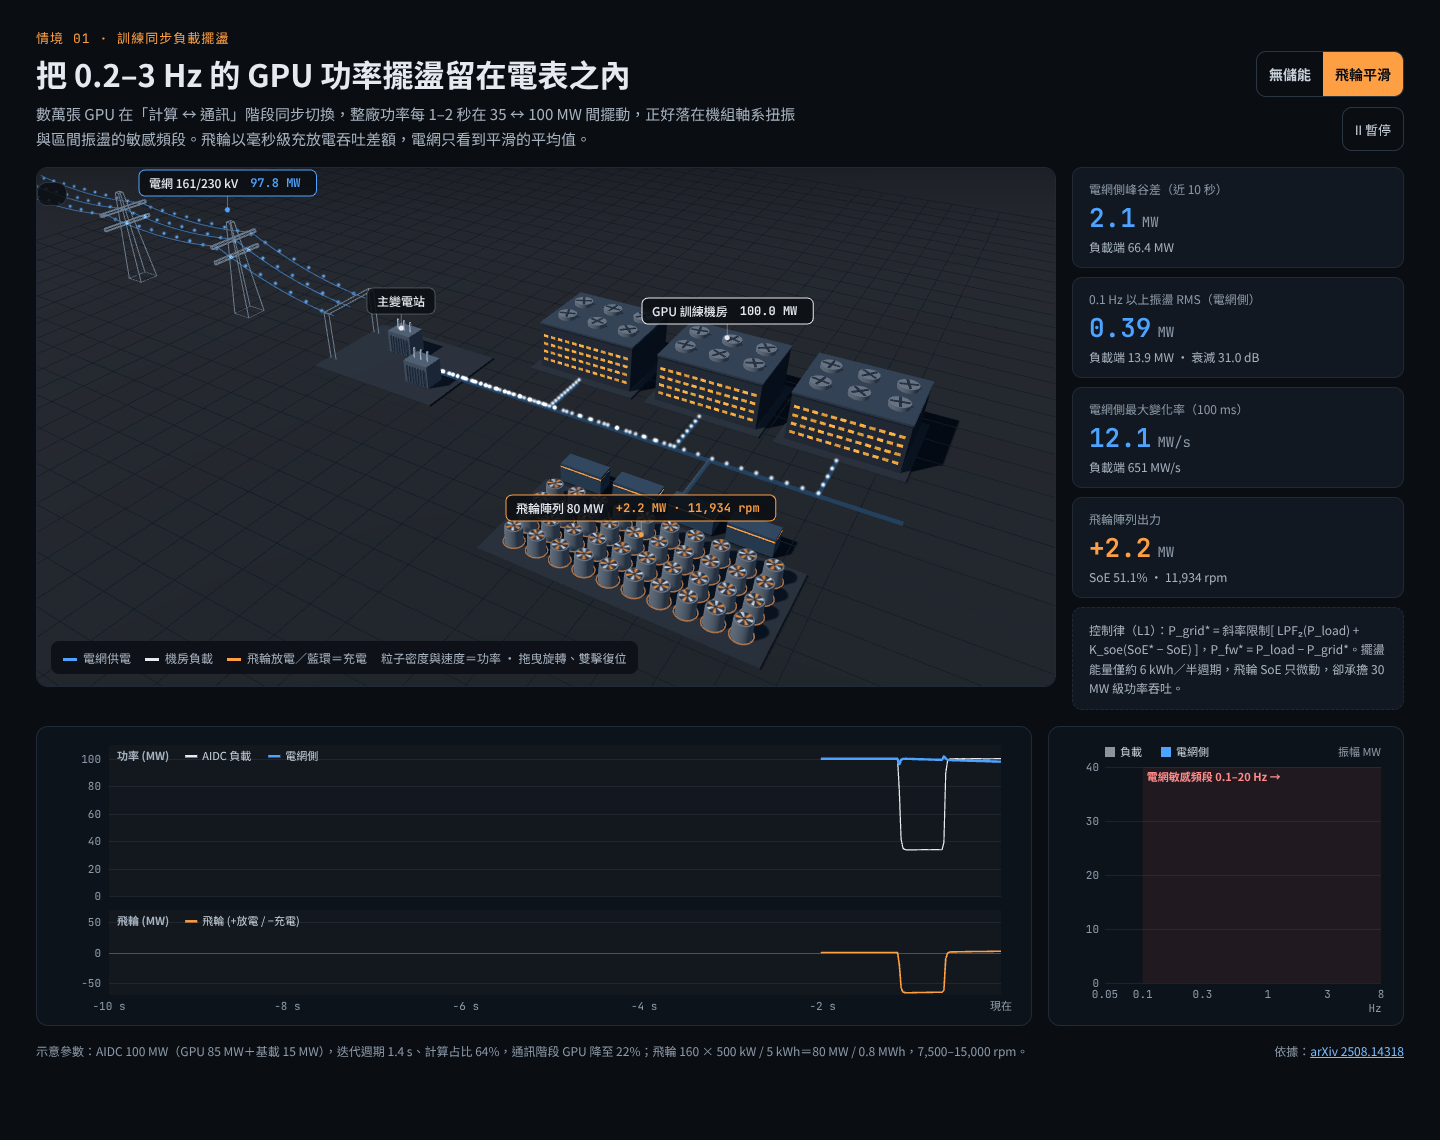 情境 01 · 訓練同步負載擺盪
把 0.2–3 Hz 的 GPU 功率擺盪留在電表之內
數萬張 GPU 在「計算 ↔ 通訊」階段同步切換，整廠功率每 1–2 秒在 35 ↔ 100 MW 間擺動，正好落在機組軸系扭振
與區間振盪的敏感頻段。飛輪以毫秒級充放電吞吐差額，電網只看到平滑的平均值。
無儲能
飛輪平滑
II 暫停
電網 161/230 kV 97.8 MW
主變電站
GPU 訓練機房 100.0 MW
飛輪陣列 80 MW +2.2 MW · 11,934 rpm
電網供電 機房負載 飛輪放電／藍環＝充電 粒子密度與速度＝功率 · 拖曳旋轉、雙擊復位
電網側峰谷差（近 10 秒）
2.1 MW
負載端 66.4 MW
0.1 Hz 以上振盪 RMS（電網側）
0.39 MW
負載端 13.9 MW · 衰減 31.0 dB
電網側最大變化率（100 ms）
12.1 MW/s
負載端 651 MW/s
飛輪陣列出力
+2.2 MW
SoE 51.1% · 11,934 rpm
控制律（L1）：P_grid* = 斜率限制[ LPF₂(P_load) +
K_soe(SoE* − SoE) ]，P_fw* = P_load − P_grid*。擺盪
能量僅約 6 kWh／半週期，飛輪 SoE 只微動，卻承擔 30
MW 級功率吞吐。
功率 (MW) AIDC 負載 電網側
100
80
60
40
20
0
飛輪 (MW) 飛輪 (+放電 / −充電)
50
0
-50
-10 s -8 s -6 s -4 s -2 s 現在
負載 電網側 振幅 MW
電網敏感頻段 0.1–20 Hz →
40
30
20
10
0
0.05 0.1 0.3 1 3 8
Hz
示意參數：AIDC 100 MW（GPU 85 MW＋基載 15 MW），迭代週期 1.4 s、計算占比 64%，通訊階段 GPU 降至 22%；飛輪 160 × 500 kW / 5 kWh＝80 MW / 0.8 MWh，7,500–15,000 rpm。
依據：arXiv 2508.14318